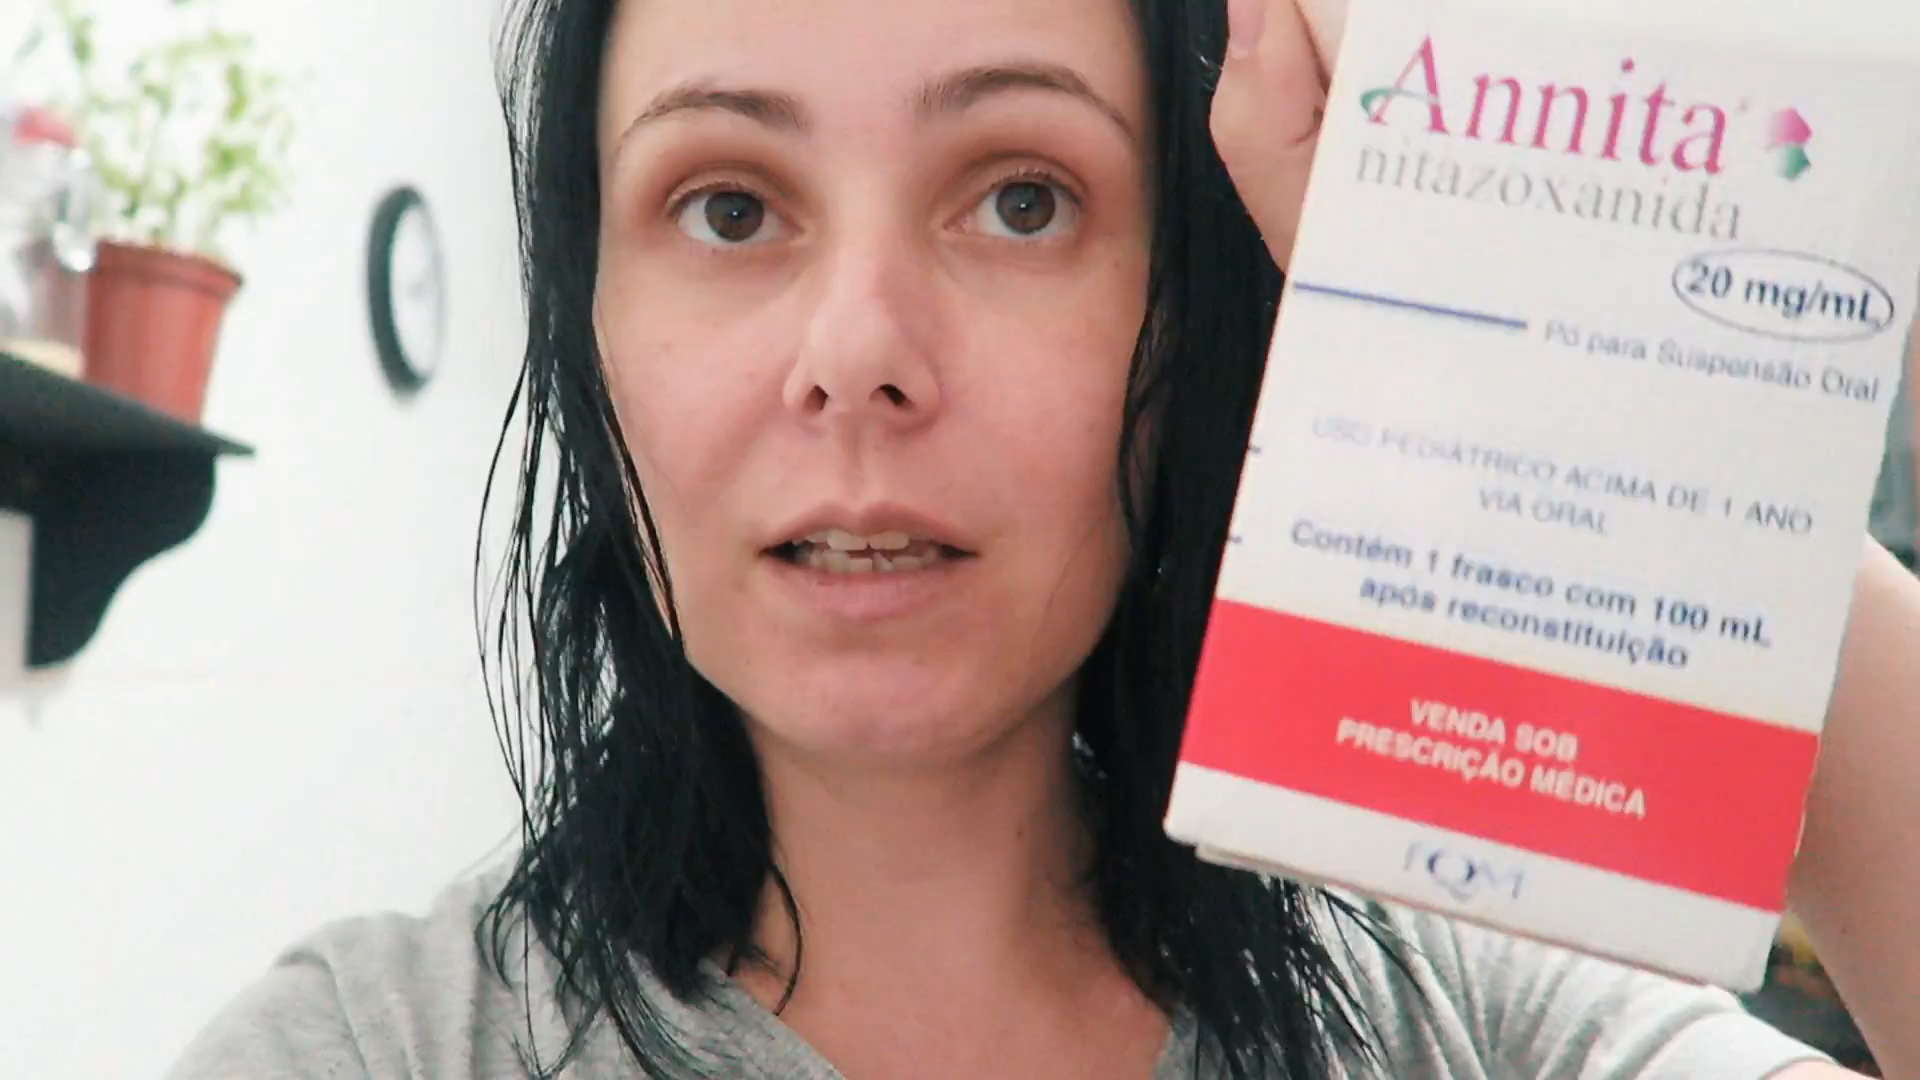 Annita
nitazoxanida
20 mg/mL
Pó para Suspensão Oral
USO PEDIÁTRICO ACIMA DE 1 ANO
VIA ORAL
Contém 1 frasco com 100 mL
após reconstituição
VENDA SOB
PRESCRIÇÃO MÉDICA
FQM